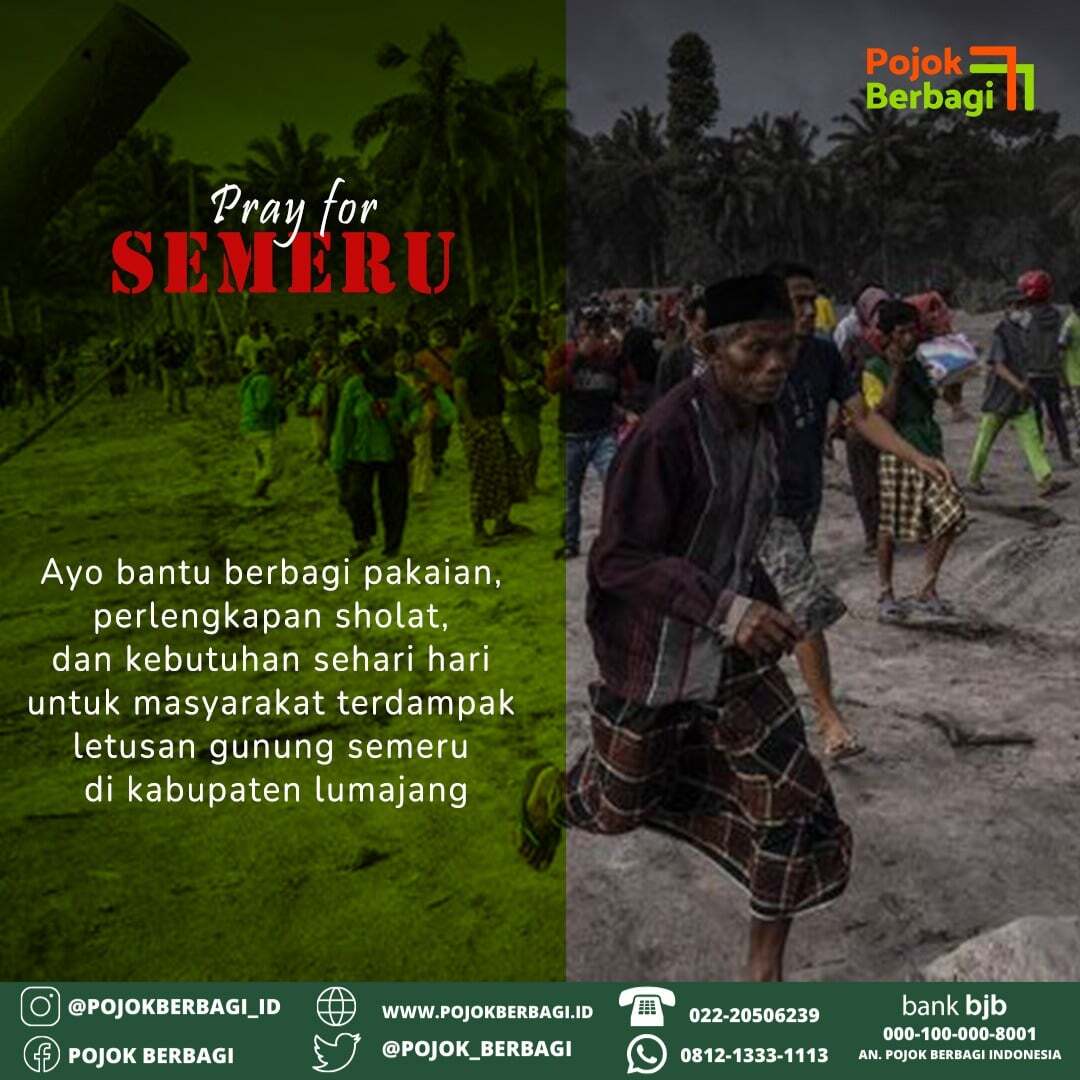 Pojok
Berbagi
Pray for
SEMERU
Ayo bantu berbagi pakaian,
perlengkapan sholat,
dan kebutuhan sehari hari
untuk masyarakat terdampak
letusan gunung semeru
di kabupaten lumajang
@POJOKBERBAGI_ID
POJOK BERBAGI
WWW.POJOKBERBAGI.ID
@POJOK_BERBAGI
022-20506239
0812-1333-1113
bank bjb
000-100-000-8001
AN. POJOK BERBAGI INDONESIA